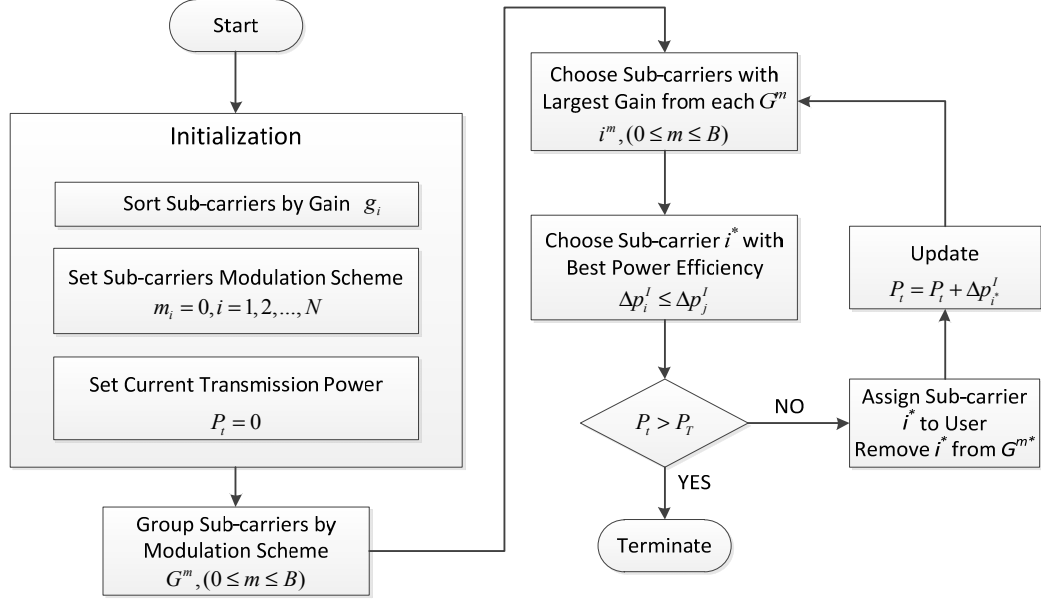 Start
Initialization
Sort Sub-carriers by Gain g_i
Set Sub-carriers Modulation Scheme
m_i = 0, i = 1, 2, ..., N
Set Current Transmission Power
P_t = 0
Group Sub-carriers by
Modulation Scheme
G^m, (0 ≤ m ≤ B)
Choose Sub-carriers with
Largest Gain from each G^m
i^m, (0 ≤ m ≤ B)
Choose Sub-carrier i^* with
Best Power Efficiency
Δp_i^I ≤ Δp_j^I
P_t > P_T
NO
YES
Terminate
Assign Sub-carrier
i^* to User
Remove i^* from G^{m*}
Update
P_t = P_t + Δp_{i^*}^I